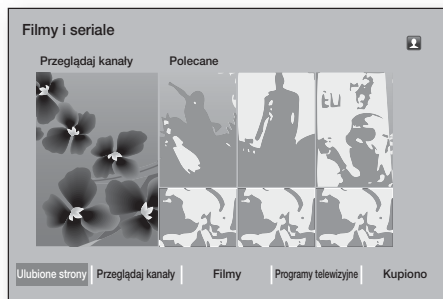 Filmy i seriale
Przeglądaj kanały Polecane
Ulubione strony Przeglądaj kanały Filmy Programy telewizyjne Kupiono